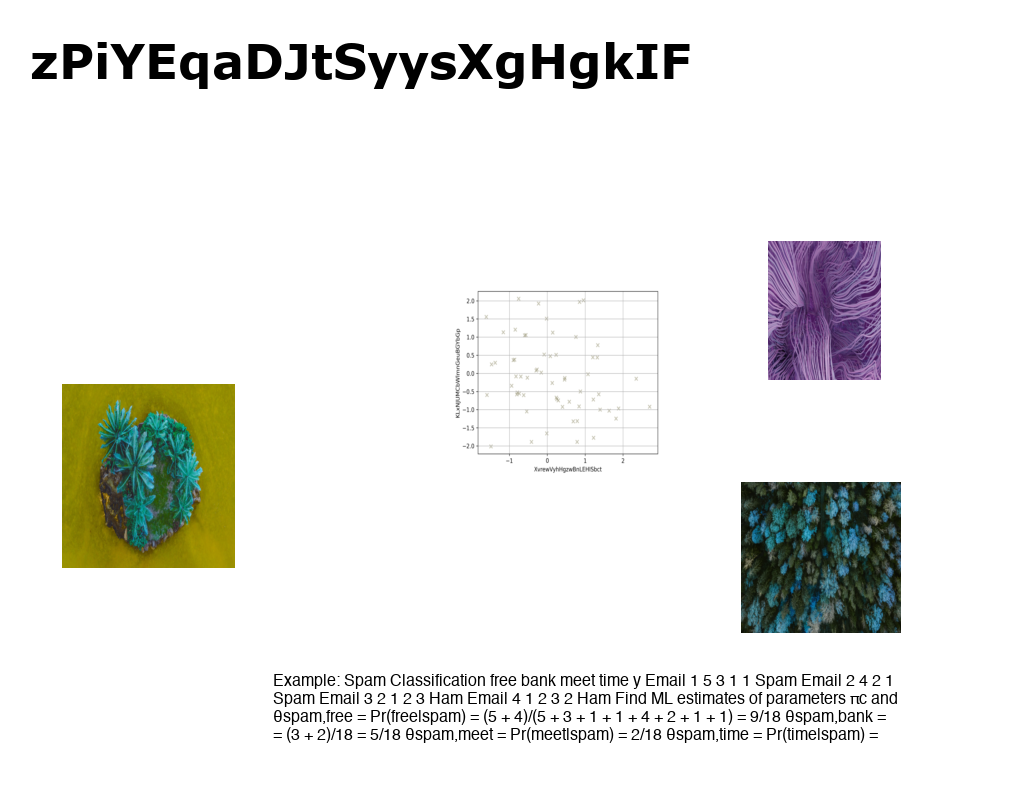 zPiYEqaDJtSyysXgHgkIF
2.0
1.5
1.0
0.5
0.0
−0.5
−1.0
−1.5
−2.0
−1 0 1 2
Example: Spam Classification free bank meet time y Email 1 5 3 1 1 Spam Email 2 4 2 1
Spam Email 3 2 1 2 3 Ham Email 4 1 2 3 2 Ham Find ML estimates of parameters πc and
θspam,free = Pr(free|spam) = (5 + 4)/(5 + 3 + 1 + 1 + 4 + 2 + 1 + 1) = 9/18 θspam,bank =
= (3 + 2)/18 = 5/18 θspam,meet = Pr(meet|spam) = 2/18 θspam,time = Pr(time|spam) =